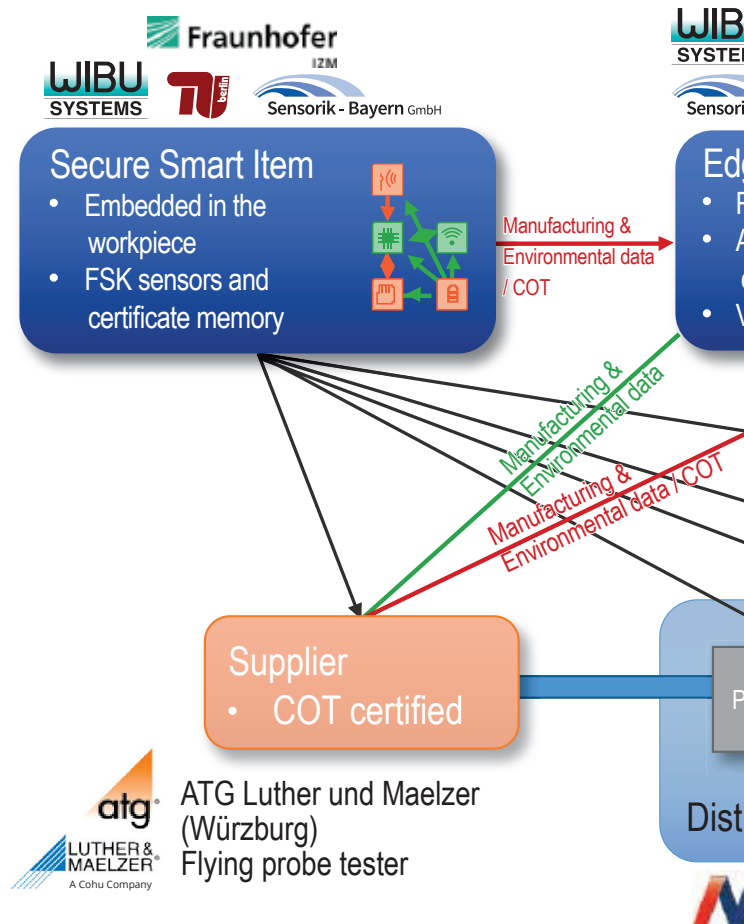 Fraunhofer
IZM
WIBU
SYSTEMS
berlin
Sensorik - Bayern GmbH
Secure Smart Item
• Embedded in the
workpiece
• FSK sensors and
certificate memory
Manufacturing &
Environmental data
/ COT
Manufacturing &
Environmental data
Manufacturing &
Environmental data / COT
Supplier
• COT certified
atg
LUTHER &
MAELZER®
A Cohu Company
ATG Luther und Maelzer
(Würzburg)
Flying probe tester